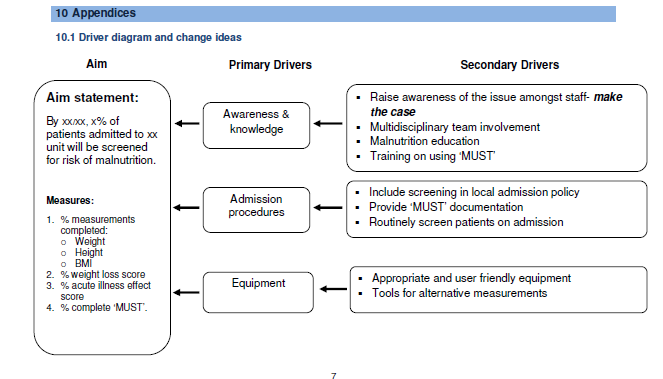 10 Appendices
10.1 Driver diagram and change ideas
Aim
Primary Drivers
Secondary Drivers
Aim statement:
By xx/xx, x% of
patients admitted to xx
unit will be screened
for risk of malnutrition.
Measures:
1. % measurements
completed:
o Weight
o Height
o BMI
2. % weight loss score
3. % acute illness effect
score
4. % complete ‘MUST’.
Awareness &
knowledge
▪ Raise awareness of the issue amongst staff- make
the case
▪ Multidisciplinary team involvement
▪ Malnutrition education
▪ Training on using ‘MUST’
Admission
procedures
▪ Include screening in local admission policy
▪ Provide ‘MUST’ documentation
▪ Routinely screen patients on admission
Equipment
▪ Appropriate and user friendly equipment
▪ Tools for alternative measurements
7